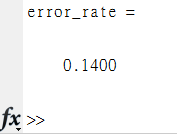 error_rate =
0.1400
fx >>